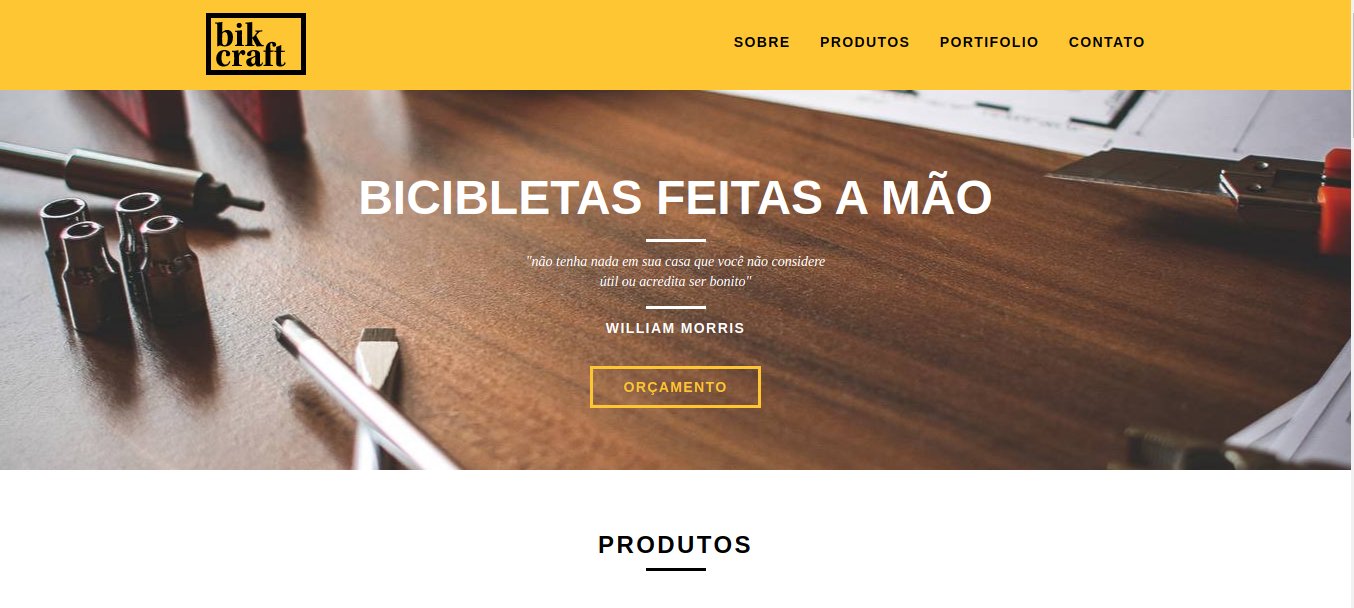 bik
craft
SOBRE PRODUTOS PORTIFOLIO CONTATO
BICIBLETAS FEITAS A MÃO
"não tenha nada em sua casa que você não considere
útil ou acredita ser bonito"
WILLIAM MORRIS
ORÇAMENTO
PRODUTOS